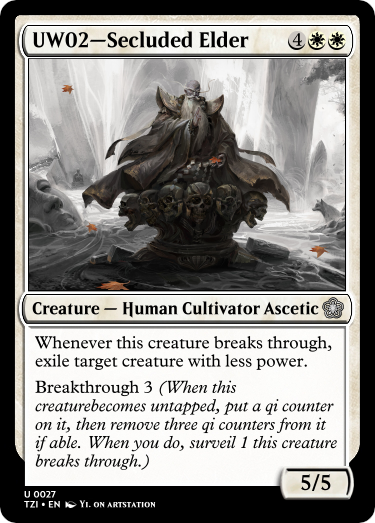 UW02—Secluded Elder 4
Creature — Human Cultivator Ascetic
Whenever this creature breaks through,
exile target creature with less power.
Breakthrough 3 (When this
creaturebecomes untapped, put a qi counter
on it, then remove three qi counters from it
if able. When you do, surveil 1 this creature
breaks through.)
5/5
U 0027
TZI • EN Yi. on artstation